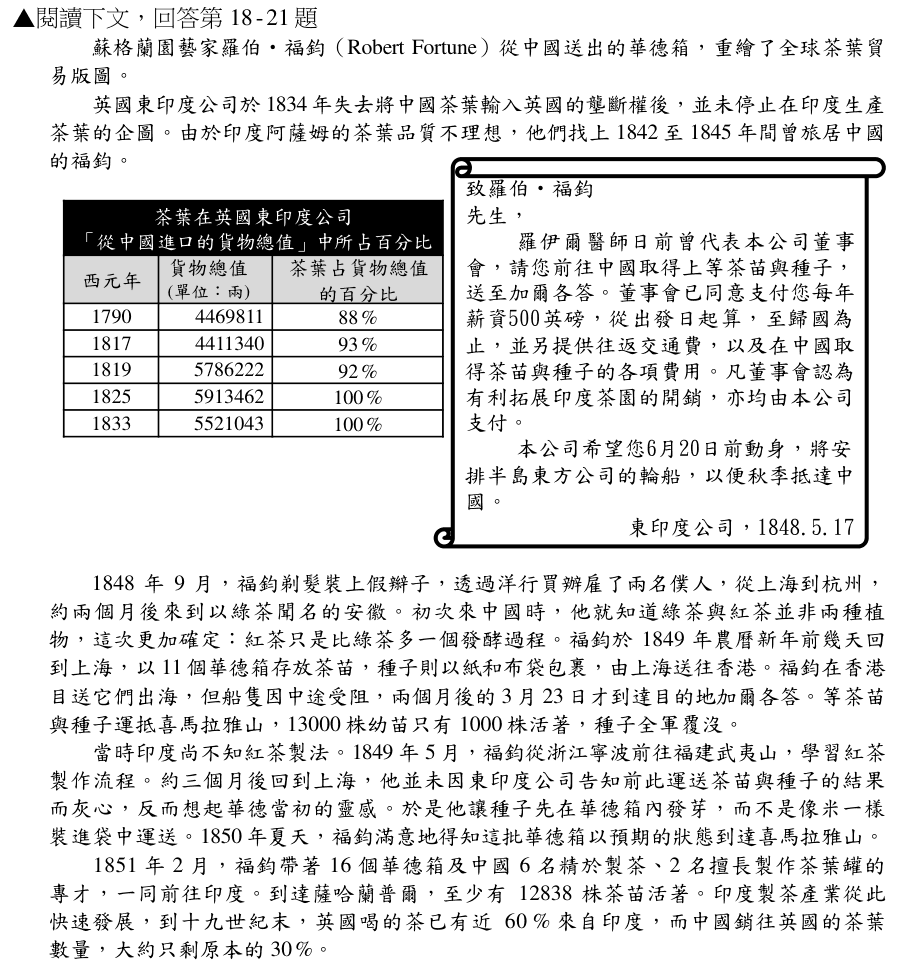 ▲閱讀下文，回答第 18-21 題
蘇格蘭園藝家羅伯・福鈞（Robert Fortune）從中國送出的華德箱，重繪了全球茶葉貿
易版圖。
英國東印度公司於 1834 年失去將中國茶葉輸入英國的壟斷權後，並未停止在印度生產
茶葉的企圖。由於印度阿薩姆的茶葉品質不理想，他們找上 1842 至 1845 年間曾旅居中國
的福鈞。
茶葉在英國東印度公司
「從中國進口的貨物總值」中所占百分比
西元年 貨物總值 (單位：兩) 茶葉占貨物總值的百分比
1790 4469811 88%
1817 4411340 93%
1819 5786222 92%
1825 5913462 100%
1833 5521043 100%
致羅伯・福鈞
先生，
羅伊爾醫師日前曾代表本公司董事
會，請您前往中國取得上等茶苗與種子，
送至加爾各答。董事會已同意支付您每年
薪資500英磅，從出發日起算，至歸國為
止，並另提供往返交通費，以及在中國取
得茶苗與種子的各項費用。凡董事會認為
有利拓展印度茶園的開銷，亦均由本公司
支付。
本公司希望您6月20日前動身，將安
排半島東方公司的輪船，以便秋季抵達中
國。
東印度公司，1848.5.17
1848 年 9 月，福鈞剃髮裝上假辮子，透過洋行買辦雇了兩名僕人，從上海到杭州，
約兩個月後來到以綠茶聞名的安徽。初次來中國時，他就知道綠茶與紅茶並非兩種植
物，這次更加確定：紅茶只是比綠茶多一個發酵過程。福鈞於 1849 年農曆新年前幾天回
到上海，以 11 個華德箱存放茶苗，種子則以紙和布袋包裹，由上海送往香港。福鈞在香港
目送它們出海，但船隻因中途受阻，兩個月後的 3 月 23 日才到達目的地加爾各答。等茶苗
與種子運抵喜馬拉雅山，13000 株幼苗只有 1000 株活著，種子全軍覆沒。
當時印度尚不知紅茶製法。1849 年 5 月，福鈞從浙江寧波前往福建武夷山，學習紅茶
製作流程。約三個月後回到上海，他並未因東印度公司告知前此運送茶苗與種子的結果
而灰心，反而想起華德當初的靈感。於是他讓種子先在華德箱內發芽，而不是像米一樣
裝進袋中運送。1850 年夏天，福鈞滿意地得知這批華德箱以預期的狀態到達喜馬拉雅山。
1851 年 2 月，福鈞帶著 16 個華德箱及中國 6 名精於製茶、2 名擅長製作茶葉罐的
專才，一同前往印度。到達薩哈蘭普爾，至少有 12838 株茶苗活著。印度製茶產業從此
快速發展，到十九世紀末，英國喝的茶已有近 60%來自印度，而中國銷往英國的茶葉
數量，大約只剩原本的 30%。